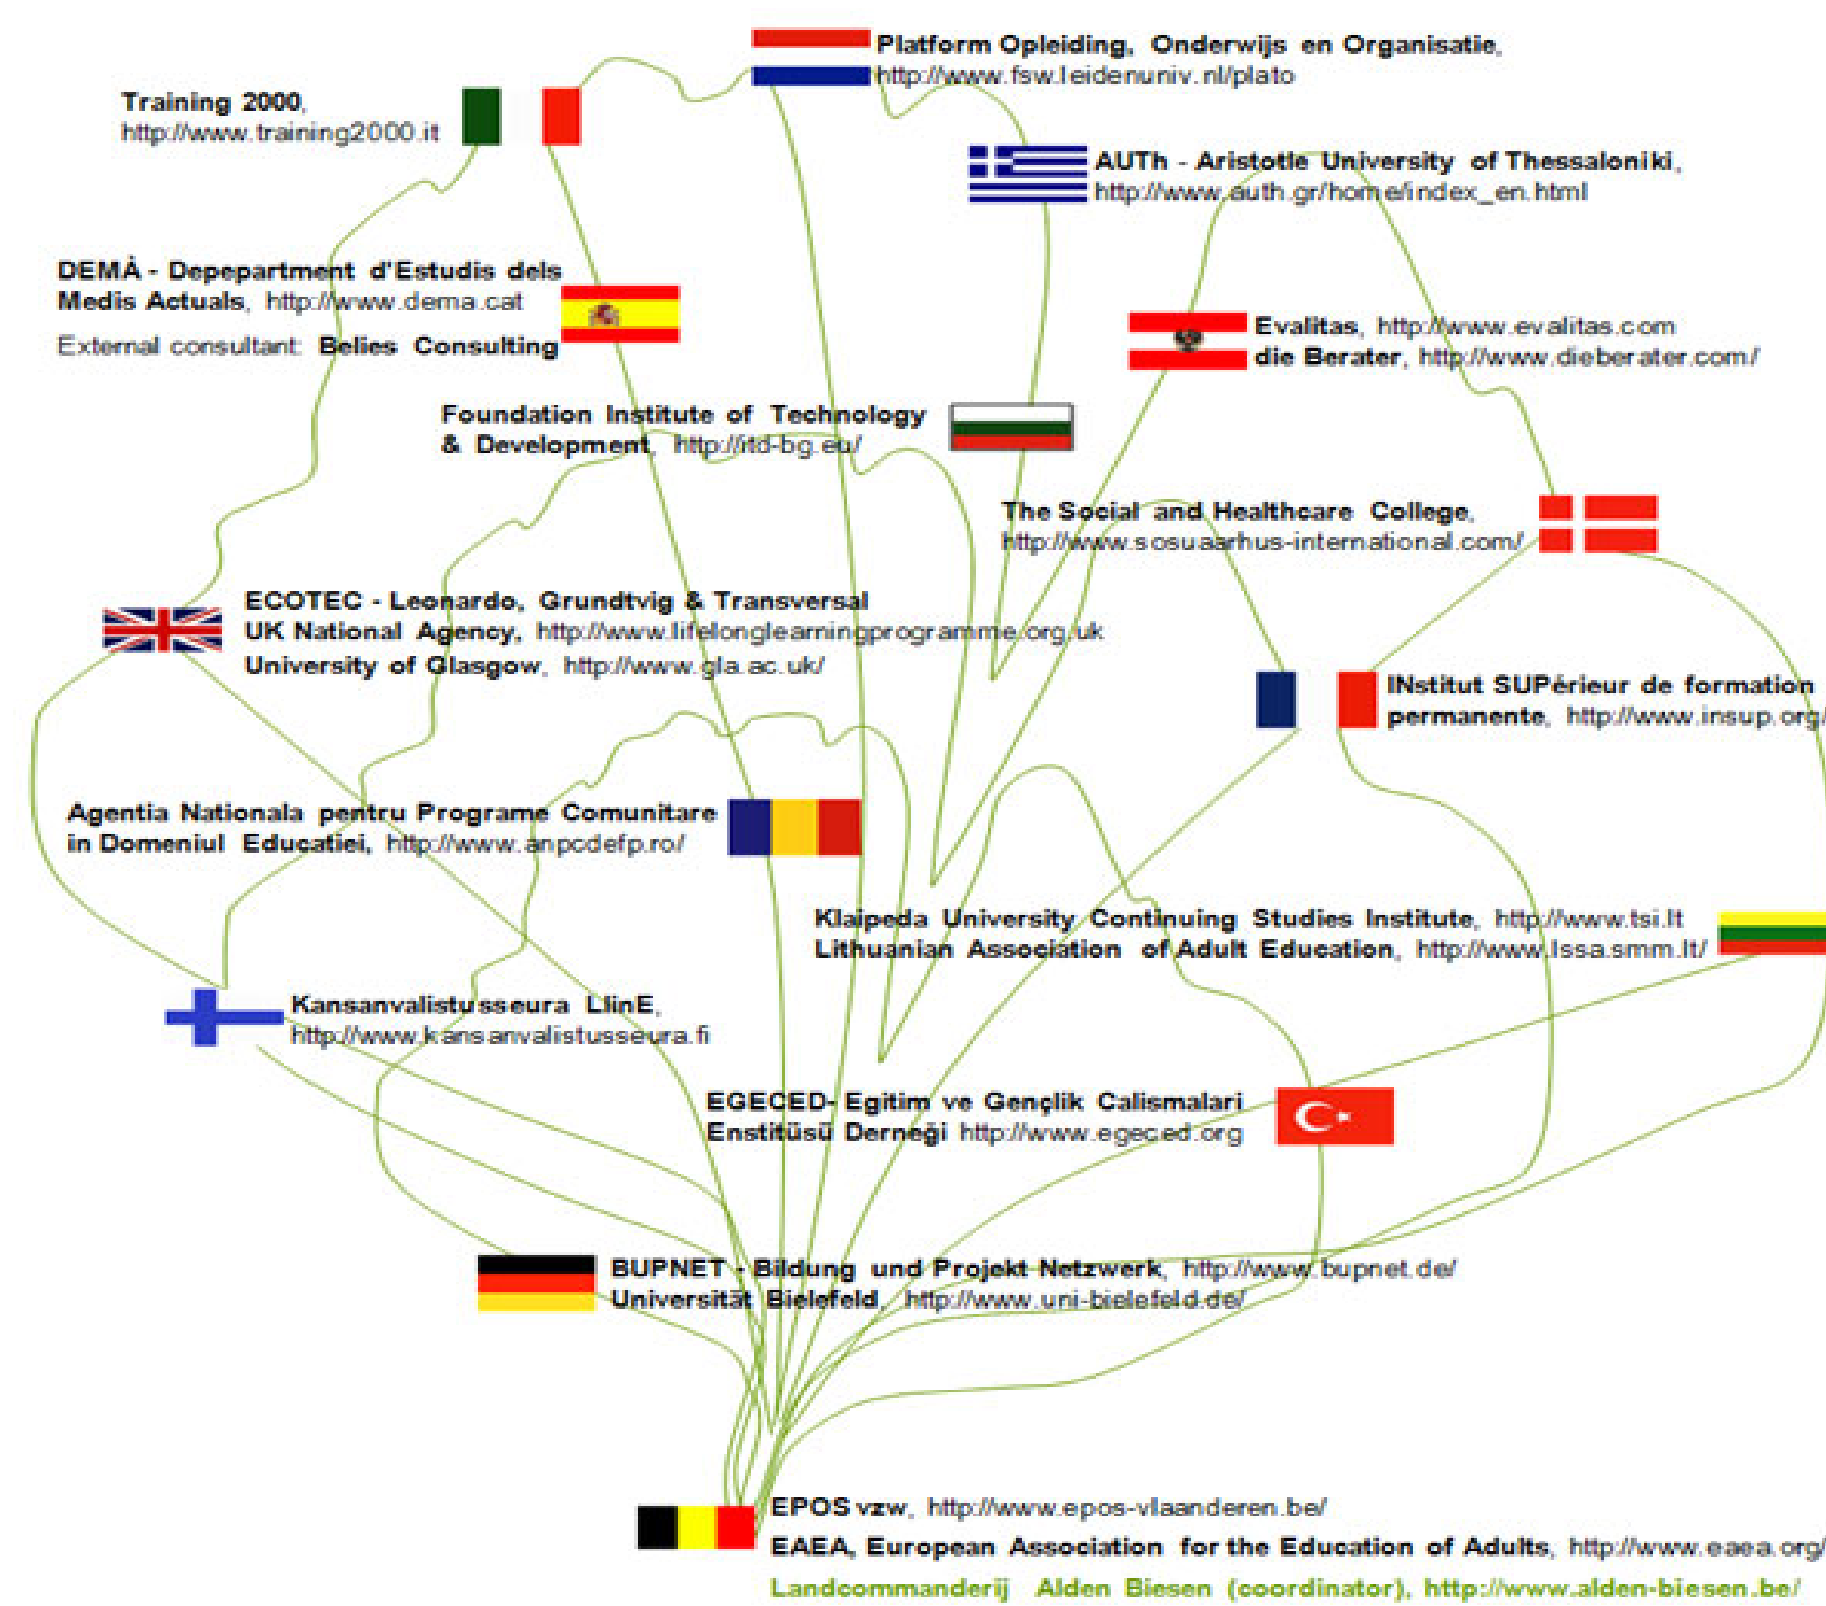 Platform Opleiding, Onderwijs en Organisatie,
http://www.fsw.leidenuniv.nl/plato
Training 2000,
http://www.training2000.it
AUTh - Aristotle University of Thessaloniki,
http://www.auth.gr/home/index_en.html
DEMÀ - Depepartment d'Estudis dels
Medis Actuals, http://www.dema.cat
External consultant: Belies Consulting
Evalitas, http://www.evalitas.com
die Berater, http://www.dieberater.com/
Foundation Institute of Technology
& Development, http://itd-bg.eu/
The Social and Healthcare College,
http://www.sosuaarhus-international.com/
ECOTEC - Leonardo, Grundtvig & Transversal
UK National Agency, http://www.lifelonglearningprogramme.org.uk
University of Glasgow, http://www.gla.ac.uk/
INstitut SUPérieur de formation
permanente, http://www.insup.org/
Agentia Nationala pentru Programe Comunitare
in Domeniul Educatiei, http://www.anpcdefp.ro/
Klaipeda University Continuing Studies Institute, http://www.tsi.lt
Lithuanian Association of Adult Education, http://www.lssa.smm.lt/
Kansanvalistusseura LlinE,
http://www.kansanvalistusseura.fi
EGECED- Egitim ve Gençlik Calismalari
Enstitüsü Derneği http://www.egeced.org
BUPNET - Bildung und Projekt Netzwerk, http://www.bupnet.de/
Universität Bielefeld, http://www.uni-bielefeld.de/
EPOS vzw, http://www.epos-vlaanderen.be/
EAEA, European Association for the Education of Adults, http://www.eaea.org/
Landcommanderij Alden Biesen (coordinator), http://www.alden-biesen.be/